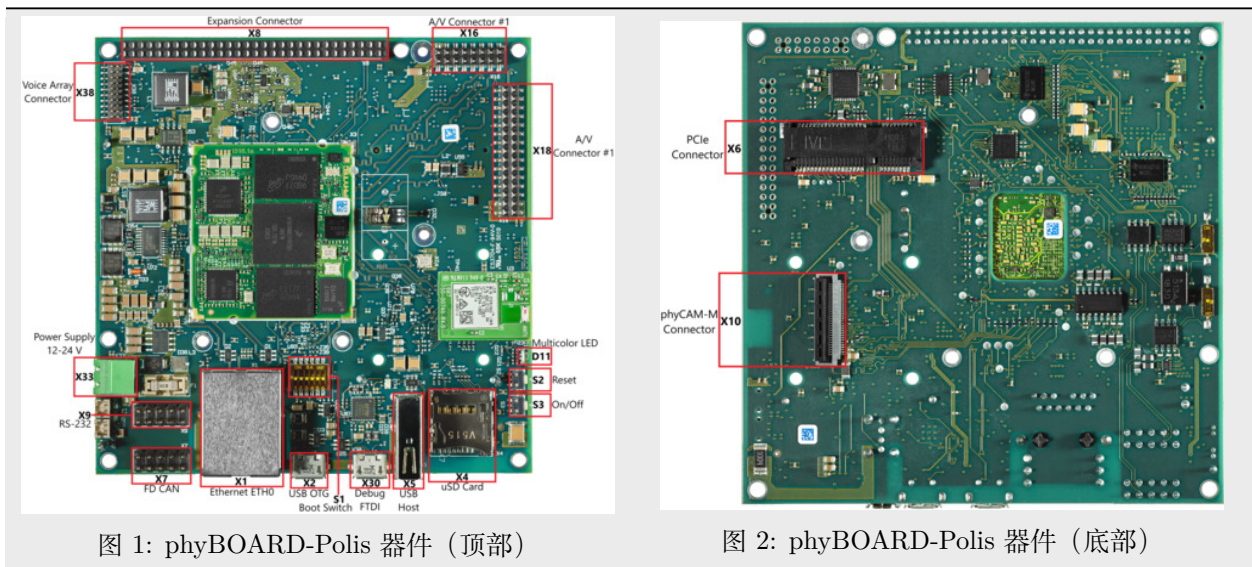 Expansion Connector
X8
A/V Connector #1
X16
Voice Array
Connector
X38
X18
A/V
Connector #1
Multicolor LED
D11
S2 Reset
S3 On/Off
Power Supply
12-24 V
X33
X9
RS-232
X7
FD CAN
X1
Ethernet ETH0
X2
USB OTG
S1
Boot Switch
X30
Debug
FTDI
X5
USB
Host
X4
uSD Card
图 1: phyBOARD-Polis 器件（顶部）
PCIe
Connector
X6
phyCAM-M
Connector
X10
图 2: phyBOARD-Polis 器件（底部）